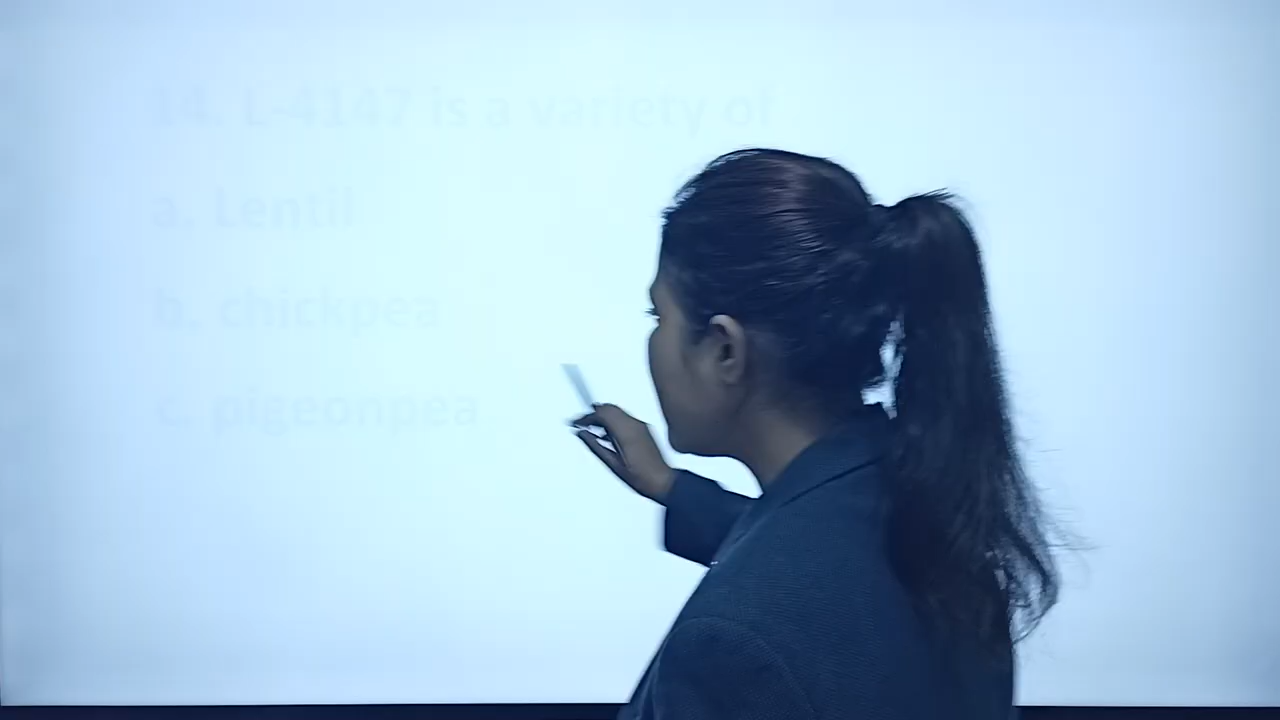 14. L-4147 is a variety of
a. Lentil
b. chickpea
c. pigeonpea